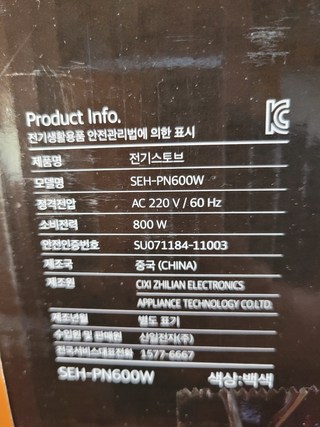 Product Info.
전기생활용품 안전관리법에 의한 표시
제품명 전기스토브
모델명 SEH-PN600W
정격전압 AC 220 V / 60 Hz
소비전력 800 W
안전인증번호 SU071184-11003
제조국 중국 (CHINA)
제조원 CIXI ZHILIAN ELECTRONICS
APPLIANCE TECHNOLOGY CO.LTD.
제조년월 별도 표기
수입원 및 판매원 신일전자(주)
전국서비스대표전화 1577-6667
SEH-PN600W 색상:백색